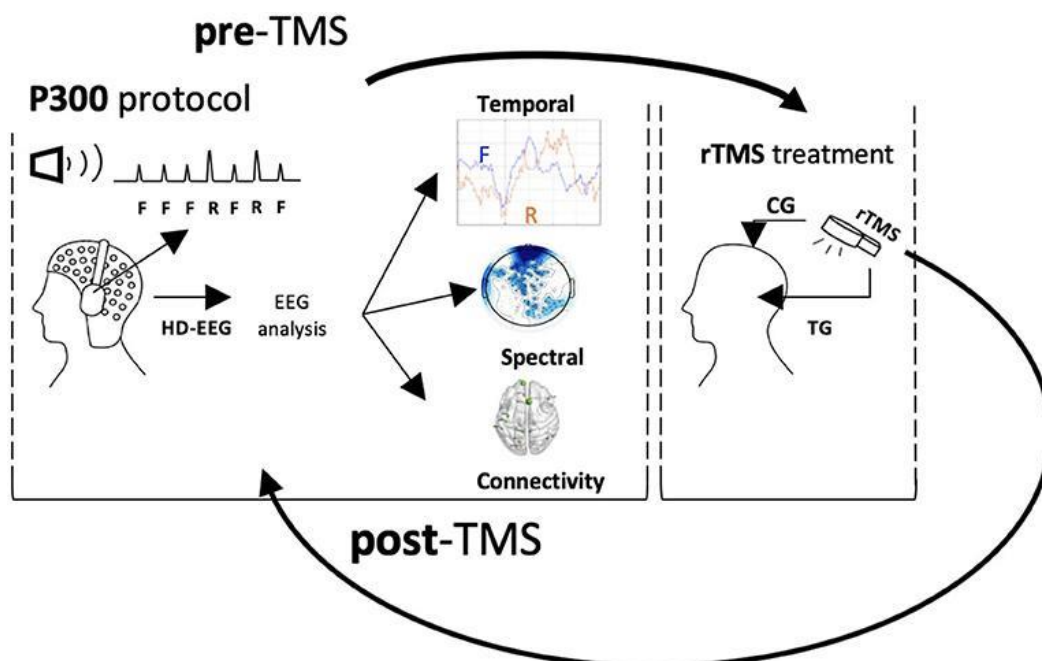 pre-TMS
P300 protocol
F F F R F R F
HD-EEG
EEG
analysis
Temporal
F
R
Spectral
Connectivity
rTMS treatment
CG
rTMS
TG
post-TMS